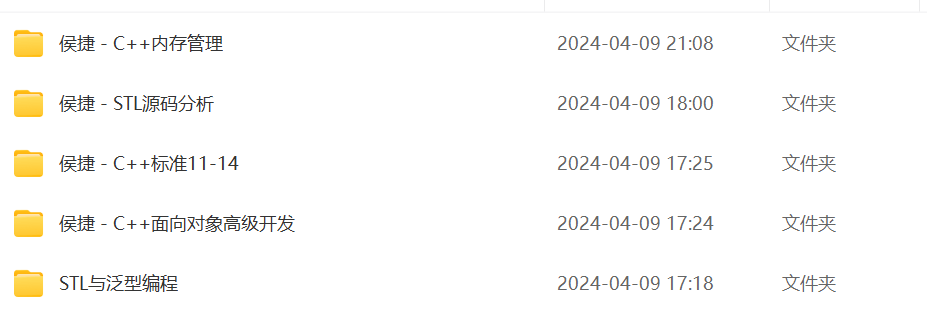 侯捷 - C++内存管理 2024-04-09 21:08 文件夹
侯捷 - STL源码分析 2024-04-09 18:00 文件夹
侯捷 - C++标准11-14 2024-04-09 17:25 文件夹
侯捷 - C++面向对象高级开发 2024-04-09 17:24 文件夹
STL与泛型编程 2024-04-09 17:18 文件夹